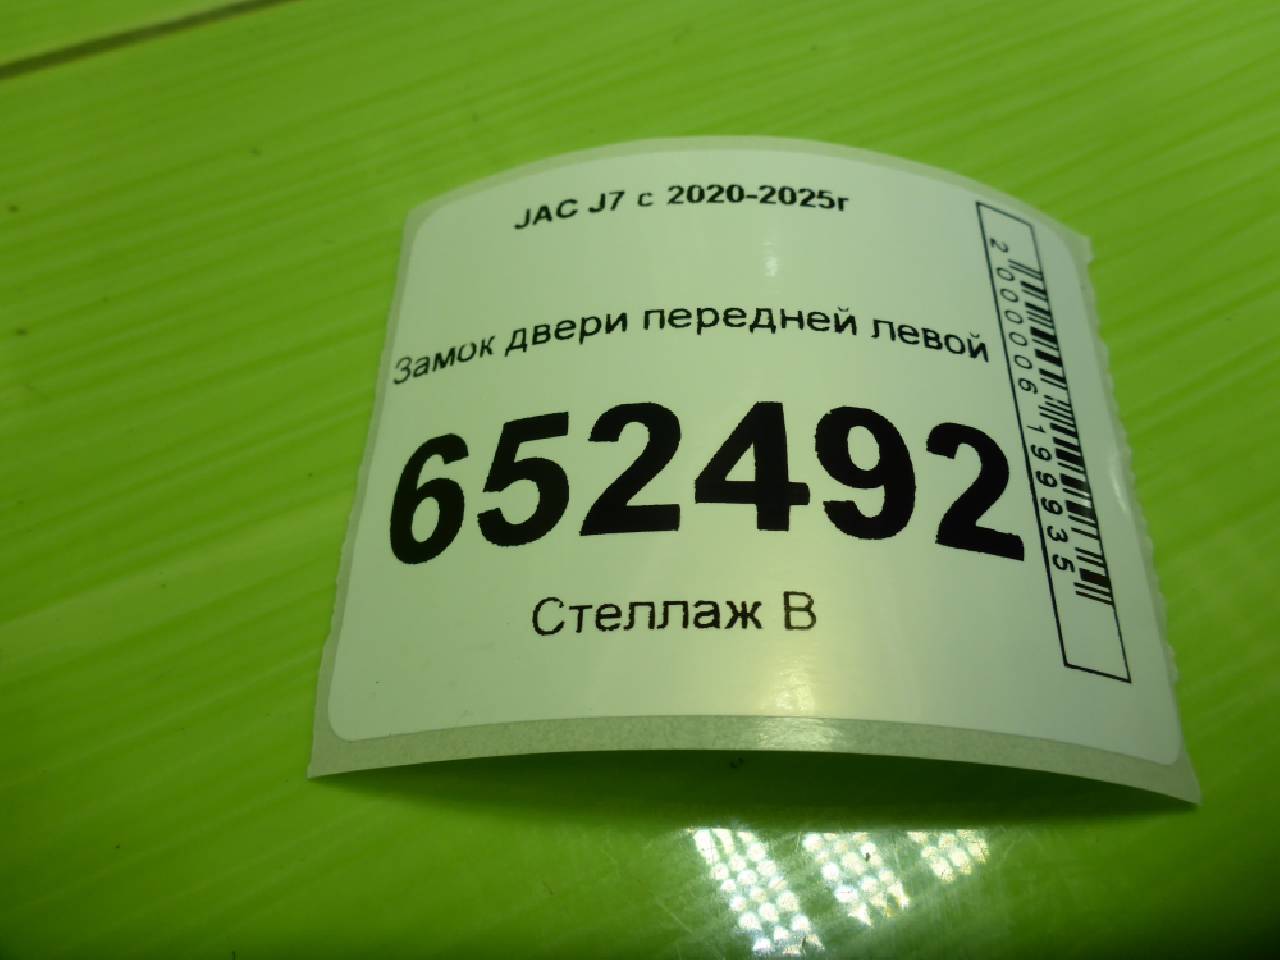 JAC J7 с 2020-2025г
Замок двери передней левой
652492
Стеллаж В
2000006199935